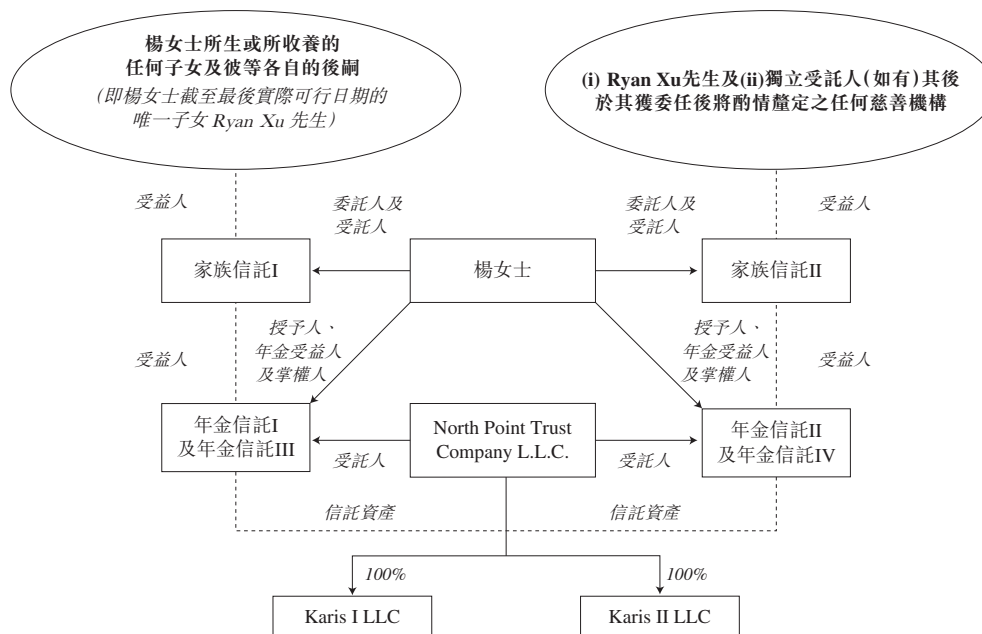 楊女士所生或所收養的
任何子女及彼等各自的後嗣
(即楊女士截至最後實際可行日期的
唯一子女Ryan Xu 先生)
(i) Ryan Xu先生及(ii)獨立受託人(如有)其後
於其獲委任後將酌情釐定之任何慈善機構
受益人
委託人及
受託人
委託人及
受託人
受益人
家族信託I
楊女士
家族信託II
受益人
授予人、
年金受益人
及掌權人
授予人、
年金受益人
及掌權人
受益人
年金信託I
及年金信託III
受託人
North Point Trust
Company L.L.C.
受託人
年金信託II
及年金信託IV
信託資產
信託資產
100%
100%
Karis I LLC
Karis II LLC